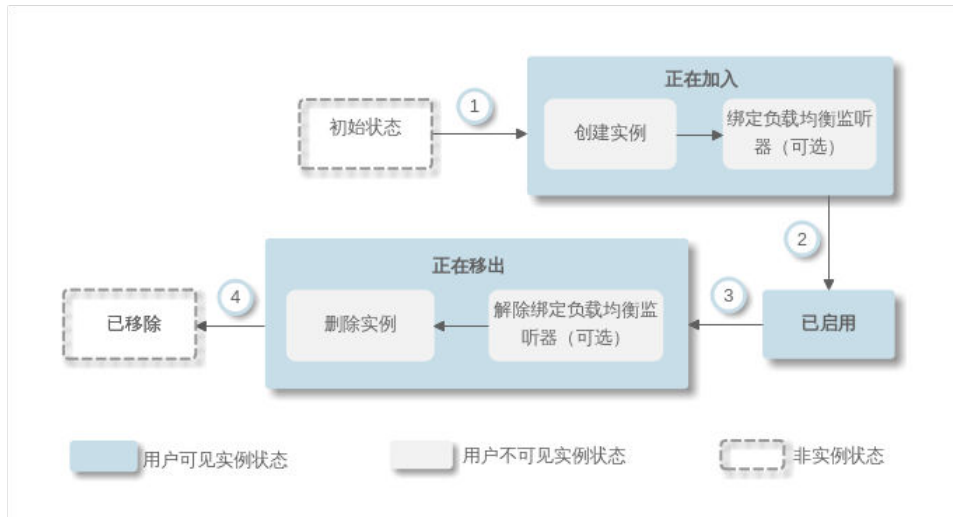 正在加入
初始状态
1
创建实例
绑定负载均衡监听
器（可选）
2
正在移出
已移除
4
删除实例
解除绑定负载均衡监
听器（可选）
3
已启用
用户可见实例状态
用户不可见实例状态
非实例状态